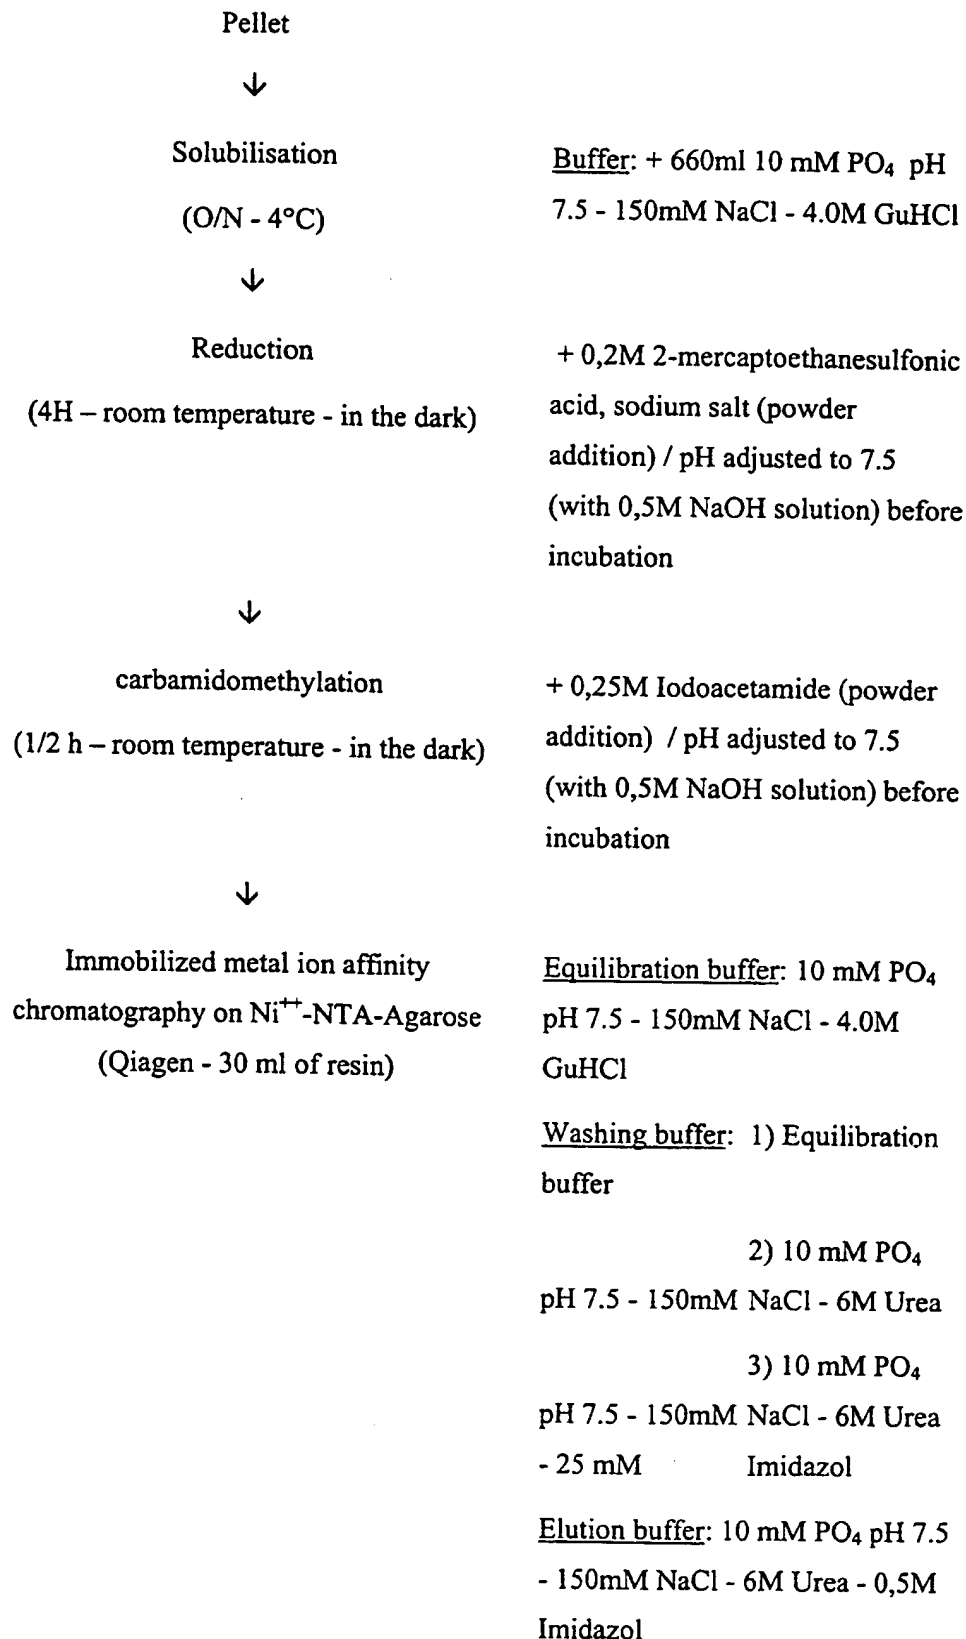 Pellet
↓
Solubilisation
(O/N - 4°C)
Buffer: + 660ml 10 mM PO₄ pH
7.5 - 150mM NaCl - 4.0M GuHCl
↓
Reduction
(4H – room temperature - in the dark)
+ 0,2M 2-mercaptoethanesulfonic
acid, sodium salt (powder
addition) / pH adjusted to 7.5
(with 0,5M NaOH solution) before
incubation
↓
carbamidomethylation
(1/2 h – room temperature - in the dark)
+ 0,25M Iodoacetamide (powder
addition) / pH adjusted to 7.5
(with 0,5M NaOH solution) before
incubation
↓
Immobilized metal ion affinity
chromatography on Ni⁺⁺-NTA-Agarose
(Qiagen - 30 ml of resin)
Equilibration buffer: 10 mM PO₄
pH 7.5 - 150mM NaCl - 4.0M
GuHCl
Washing buffer: 1) Equilibration
buffer
2) 10 mM PO₄
pH 7.5 - 150mM NaCl - 6M Urea
3) 10 mM PO₄
pH 7.5 - 150mM NaCl - 6M Urea
- 25 mM Imidazol
Elution buffer: 10 mM PO₄ pH 7.5
- 150mM NaCl - 6M Urea - 0,5M
Imidazol